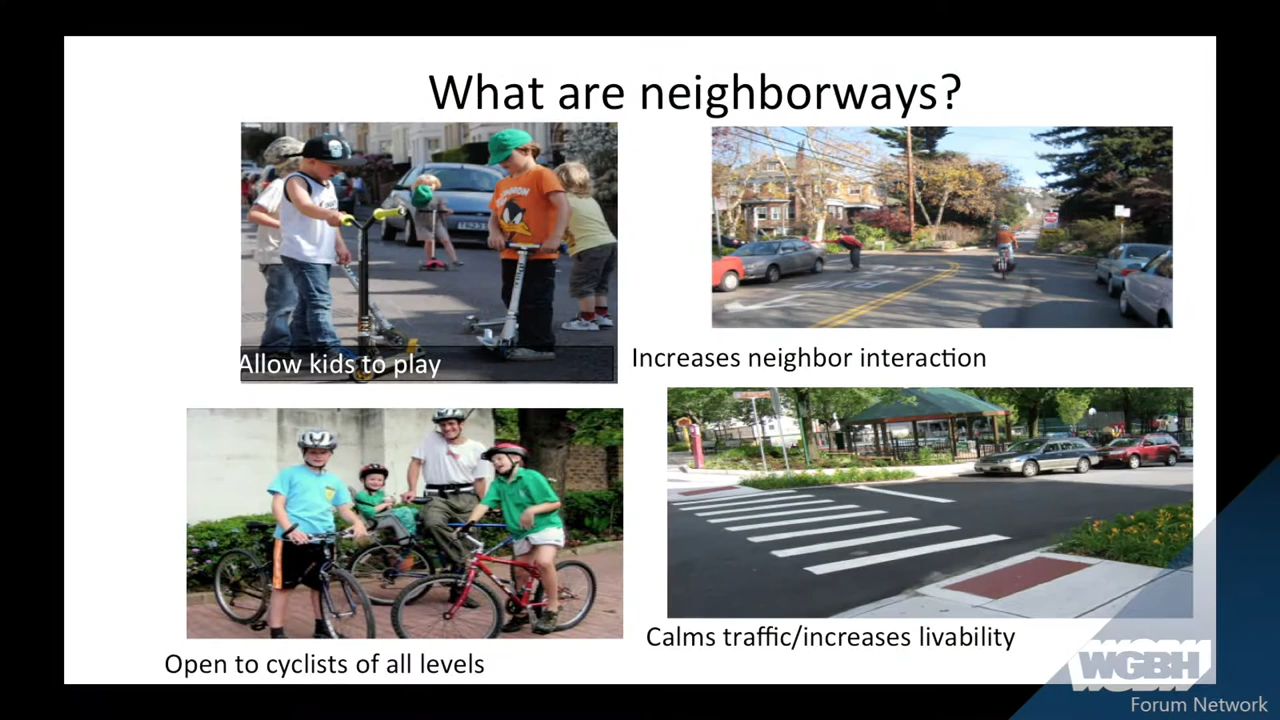 What are neighborways?
Allow kids to play
Increases neighbor interaction
Open to cyclists of all levels
Calms traffic/increases livability
WGBH
Forum Network